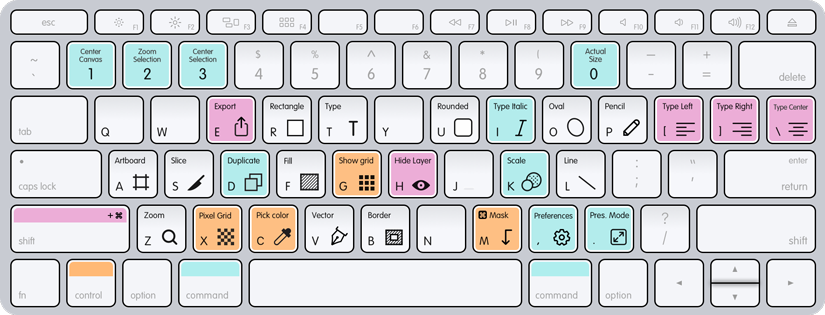 esc F1 F2 F3 F4 F5 F6 F7 F8 F9 F10 F11 F12
~ Center Zoom Center $ % ^ & * ( Actual — +
Canvas Selection Selection Size
` 1 2 3 4 5 6 7 8 9 0 - = delete
Export Rectangle Type Rounded Type Italic Oval Pencil Type Left Type Right Type Center
tab Q W E R T T Y U I I O P [ ] \
• Artboard Slice Duplicate Fill Show grid Hide Layer Scale Line : " enter
caps lock A S D F G H J K L ; ' return
+ ⌘ Zoom Pixel Grid Pick color Vector Border ⌘ Mask Preferences Pres. Mode ?
shift Z X C V B N M , . / shift
fn control option command command option ◄ ▲ ▼ ►